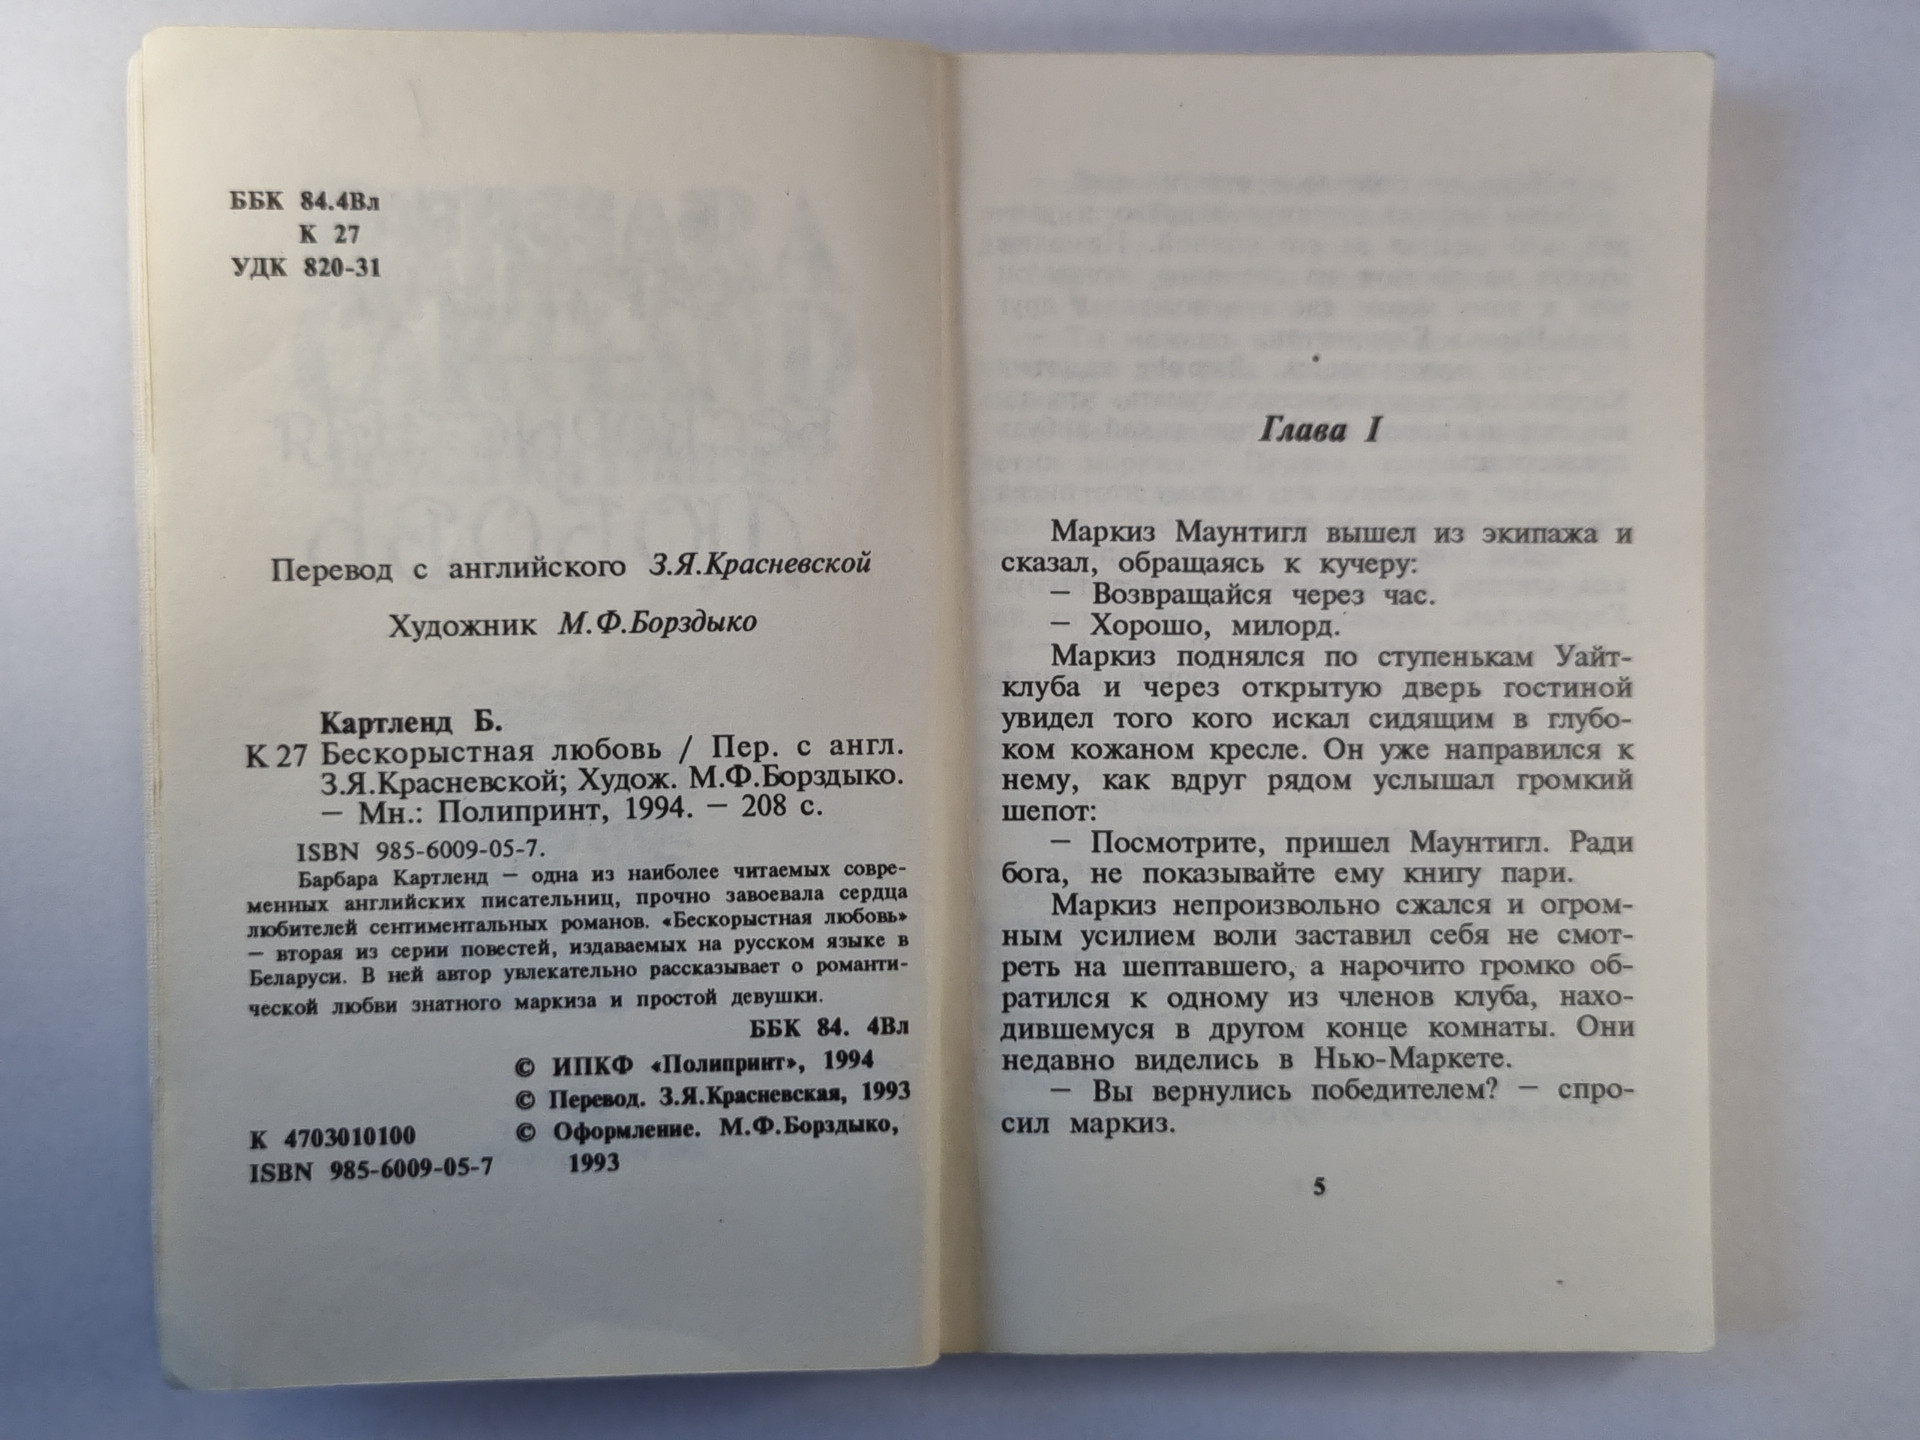 ББК 84.4Вл
К 27
УДК 820-31
Перевод с английского З.Я.Красневской
Художник М.Ф.Борздыко
Картленд Б.
К 27 Бескорыстная любовь / Пер. с англ.
З.Я.Красневской; Худож. М.Ф.Борздыко.
— Мн.: Полипринт, 1994. — 208 с.
ISBN 985-6009-05-7.
Барбара Картленд — одна из наиболее читаемых совре-
менных английских писательниц, прочно завоевала сердца
любителей сентиментальных романов. «Бескорыстная любовь»
— вторая из серии повестей, издаваемых на русском языке в
Беларуси. В ней автор увлекательно рассказывает о романти-
ческой любви знатного маркиза и простой девушки.
ББК 84. 4Вл
© ИПКФ «Полипринт», 1994
© Перевод. З.Я.Красневская, 1993
К 4703010100 © Оформление. М.Ф.Борздыко,
ISBN 985-6009-05-7 1993
Глава I
Маркиз Маунтигл вышел из экипажа и
сказал, обращаясь к кучеру:
— Возвращайся через час.
— Хорошо, милорд.
Маркиз поднялся по ступенькам Уайт-
клуба и через открытую дверь гостиной
увидел того кого искал сидящим в глубо-
ком кожаном кресле. Он уже направился к
нему, как вдруг рядом услышал громкий
шепот:
— Посмотрите, пришел Маунтигл. Ради
бога, не показывайте ему книгу пари.
Маркиз непроизвольно сжался и огром-
ным усилием воли заставил себя не смот-
реть на шептавшего, а нарочито громко об-
ратился к одному из членов клуба, нахо-
дившемуся в другом конце комнаты. Они
недавно виделись в Нью-Маркете.
— Вы вернулись победителем? — спро-
сил маркиз.
5